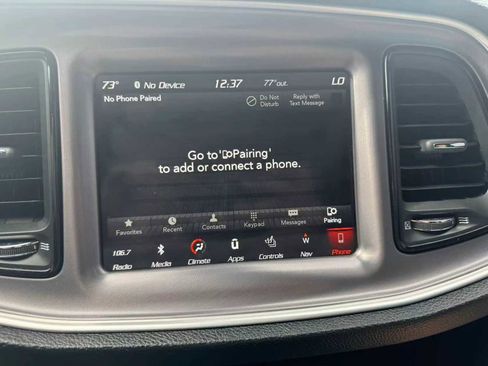 73° No Device 12:37 77°out. LO
No Phone Paired
Do Not Disturb
Reply with Text Message
Go to 'Pairing'
to add or connect a phone.
Favorites Recent Contacts Keypad Messages Pairing
106.7
Radio Media Climate Apps Controls W Nav Phone